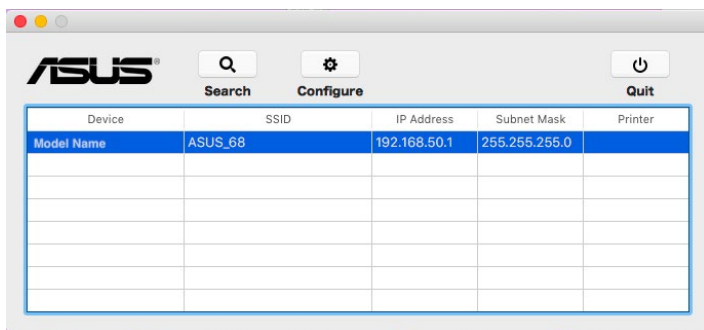 ASUS®
Search Configure Quit
Device SSID IP Address Subnet Mask Printer
Model Name ASUS_68 192.168.50.1 255.255.255.0